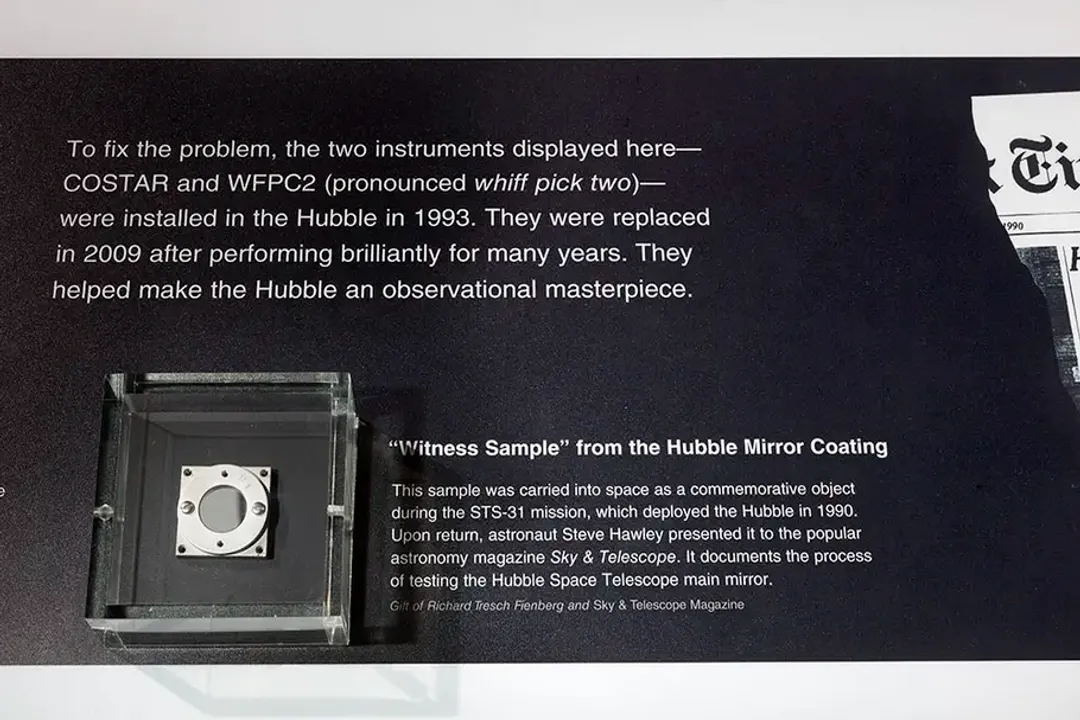 To fix the problem, the two instruments displayed here—
COSTAR and WFPC2 (pronounced whiff pick two)—
were installed in the Hubble in 1993. They were replaced
in 2009 after performing brilliantly for many years. They
helped make the Hubble an observational masterpiece.
“Witness Sample” from the Hubble Mirror Coating
This sample was carried into space as a commemorative object
during the STS-31 mission, which deployed the Hubble in 1990.
Upon return, astronaut Steve Hawley presented it to the popular
astronomy magazine Sky & Telescope. It documents the process
of testing the Hubble Space Telescope main mirror.
Gift of Richard Tresch Fienberg and Sky & Telescope Magazine
1990